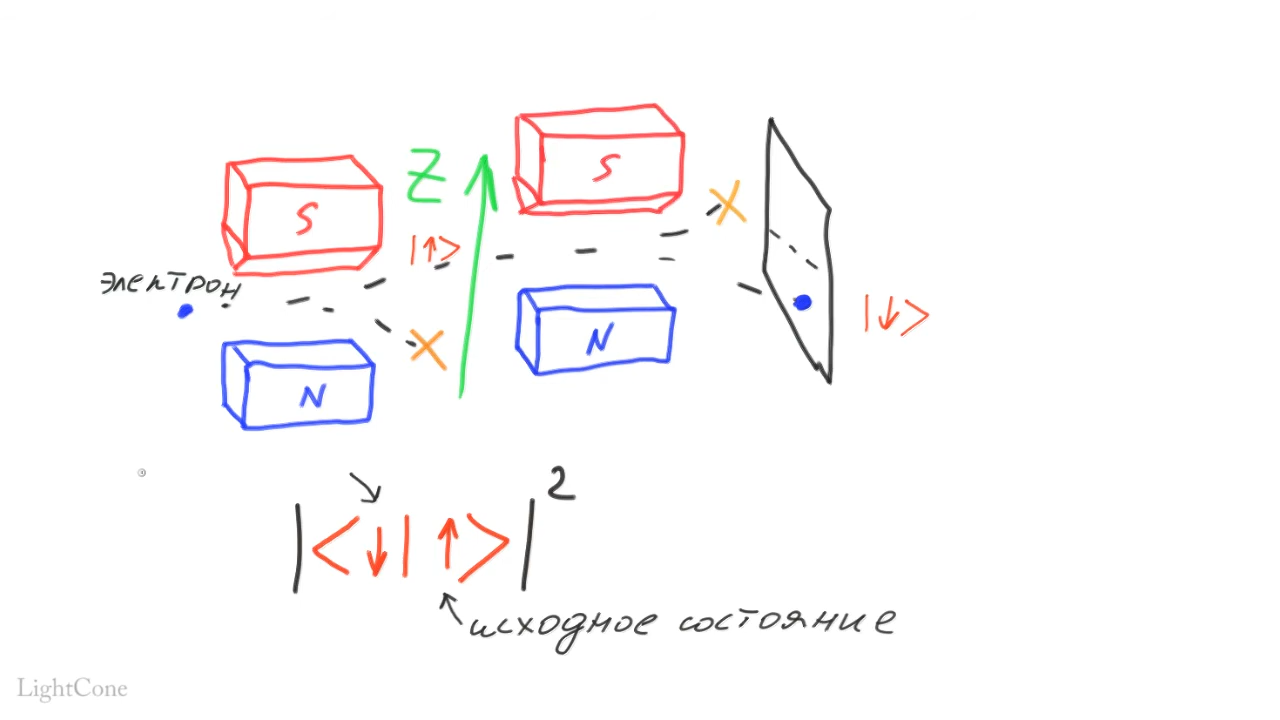 S
Z
S
|↑>
электрон
N
N
|↓>
|<↓|↑>|²
исходное состояние
LightCone